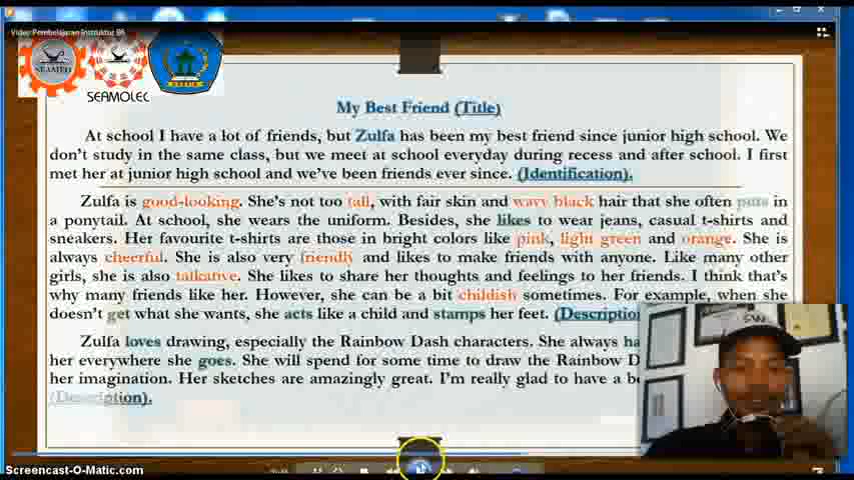 Video Pembelajaran Instruktur B6
SEAMEO
SEAMOLEC
My Best Friend (Title)
At school I have a lot of friends, but Zulfa has been my best friend since junior high school. We
don't study in the same class, but we meet at school everyday during recess and after school. I first
met her at junior high school and we've been friends ever since. (Identification).
Zulfa is good-looking. She's not too tall, with fair skin and wavy black hair that she often puts in
a ponytail. At school, she wears the uniform. Besides, she likes to wear jeans, casual t-shirts and
sneakers. Her favourite t-shirts are those in bright colors like pink, light green and orange. She is
always cheerful. She is also very friendly and likes to make friends with anyone. Like many other
girls, she is also talkative. She likes to share her thoughts and feelings to her friends. I think that's
why many friends like her. However, she can be a bit childish sometimes. For example, when she
doesn't get what she wants, she acts like a child and stamps her feet. (Descriptio
Zulfa loves drawing, especially the Rainbow Dash characters. She always ha
her everywhere she goes. She will spend for some time to draw the Rainbow D
her imagination. Her sketches are amazingly great. I'm really glad to have a be
(Description).
Screencast-O-Matic.com